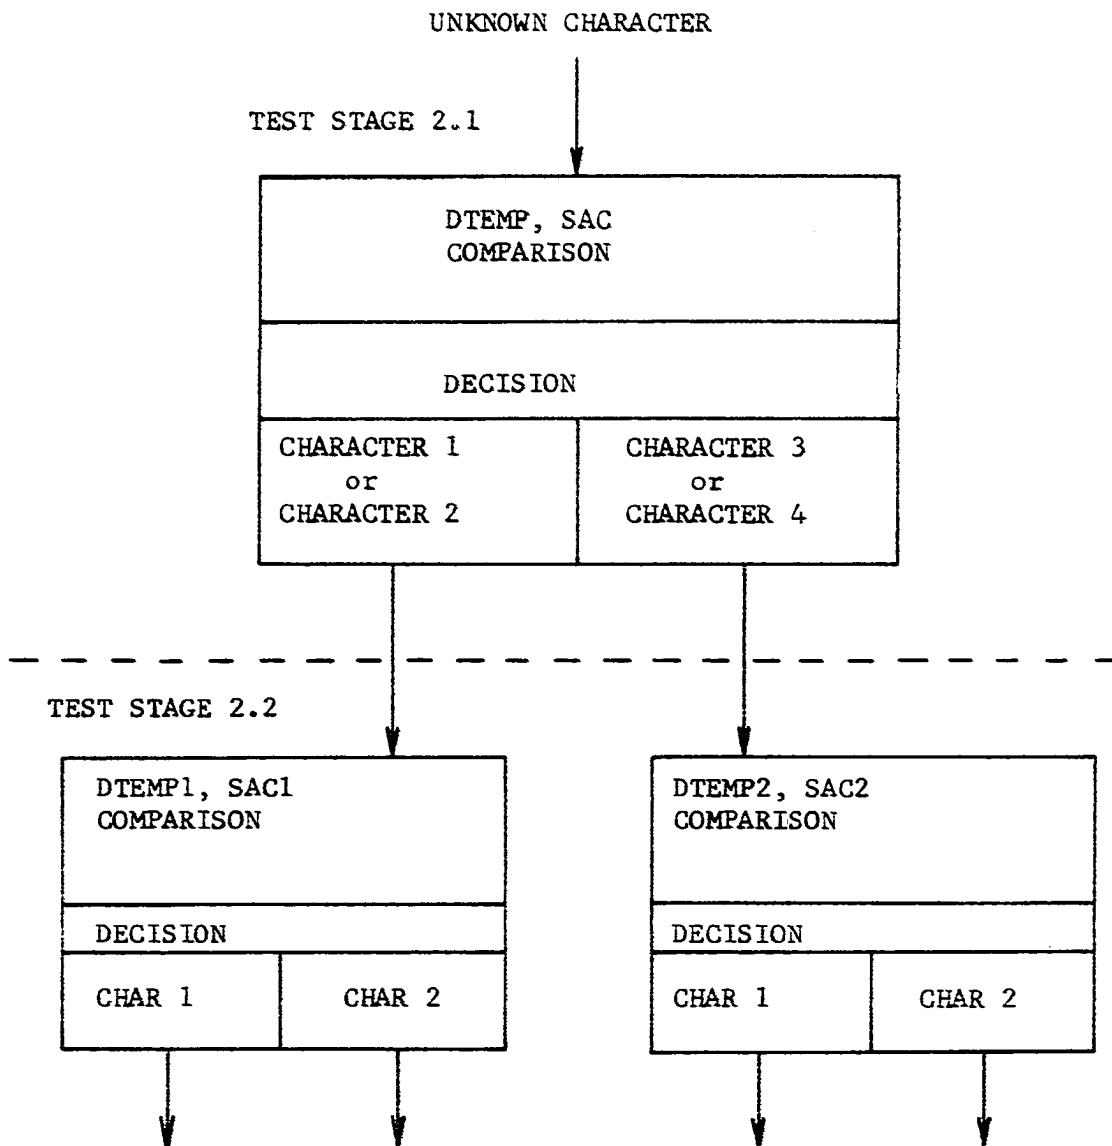 UNKNOWN CHARACTER
TEST STAGE 2.1
DTEMP, SAC
COMPARISON
DECISION
CHARACTER 1
or
CHARACTER 2
CHARACTER 3
or
CHARACTER 4
TEST STAGE 2.2
DTEMP1, SAC1
COMPARISON
DECISION
CHAR 1
CHAR 2
DTEMP2, SAC2
COMPARISON
DECISION
CHAR 1
CHAR 2